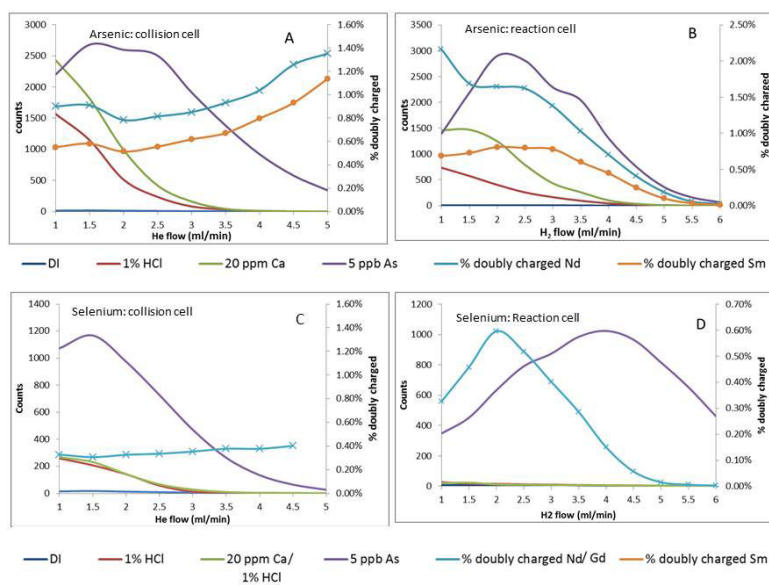 Arsenic: collision cell
A
counts
3000
2500
2000
1500
1000
500
0
1.60%
1.40%
1.20%
1.00%
0.80%
0.60%
0.40%
0.20%
0.00%
% doubly charged
1 1.5 2 2.5 3 3.5 4 4.5 5
He flow (ml/min)
Arsenic: reaction cell
B
counts
3500
3000
2500
2000
1500
1000
500
0
2.50%
2.00%
1.50%
1.00%
0.50%
0.00%
% doubly charged
1 1.5 2 2.5 3 3.5 4 4.5 5 5.5 6
H₂ flow (ml/min)
DI 1% HCl 20 ppm Ca 5 ppb As % doubly charged Nd % doubly charged Sm
Selenium: collision cell
C
Counts
1400
1200
1000
800
600
400
200
0
1.60%
1.40%
1.20%
1.00%
0.80%
0.60%
0.40%
0.20%
0.00%
% doubly charged
1 1.5 2 2.5 3 3.5 4 4.5 5
He flow (ml/min)
Selenium: Reaction cell
D
Counts
1200
1000
800
600
400
200
0
0.70%
0.60%
0.50%
0.40%
0.30%
0.20%
0.10%
0.00%
% doubly charged
1 1.5 2 2.5 3 3.5 4 4.5 5 5.5 6
H2 flow (ml/min)
DI 1% HCl 20 ppm Ca/ 5 ppb As % doubly charged Nd/ Gd % doubly charged Sm
1% HCl